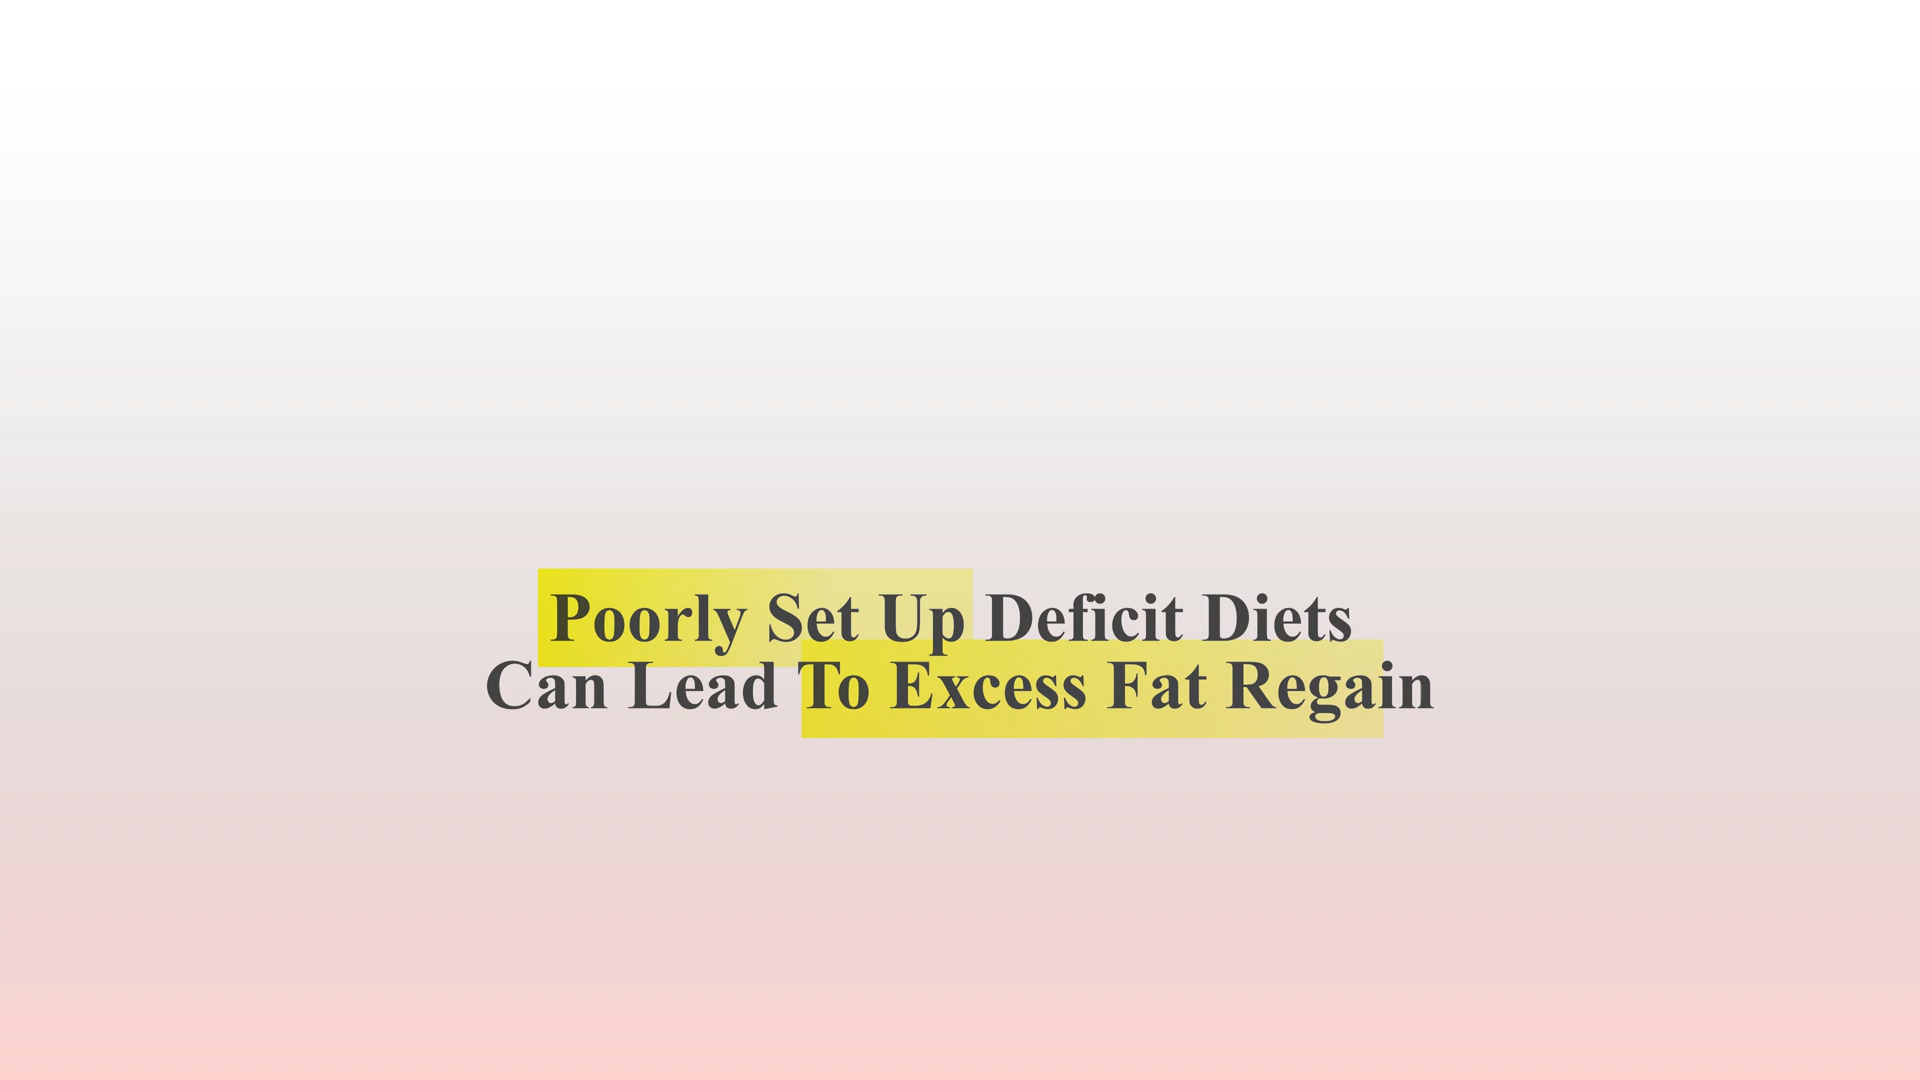 Poorly Set Up Deficit Diets
Can Lead To Excess Fat Regain